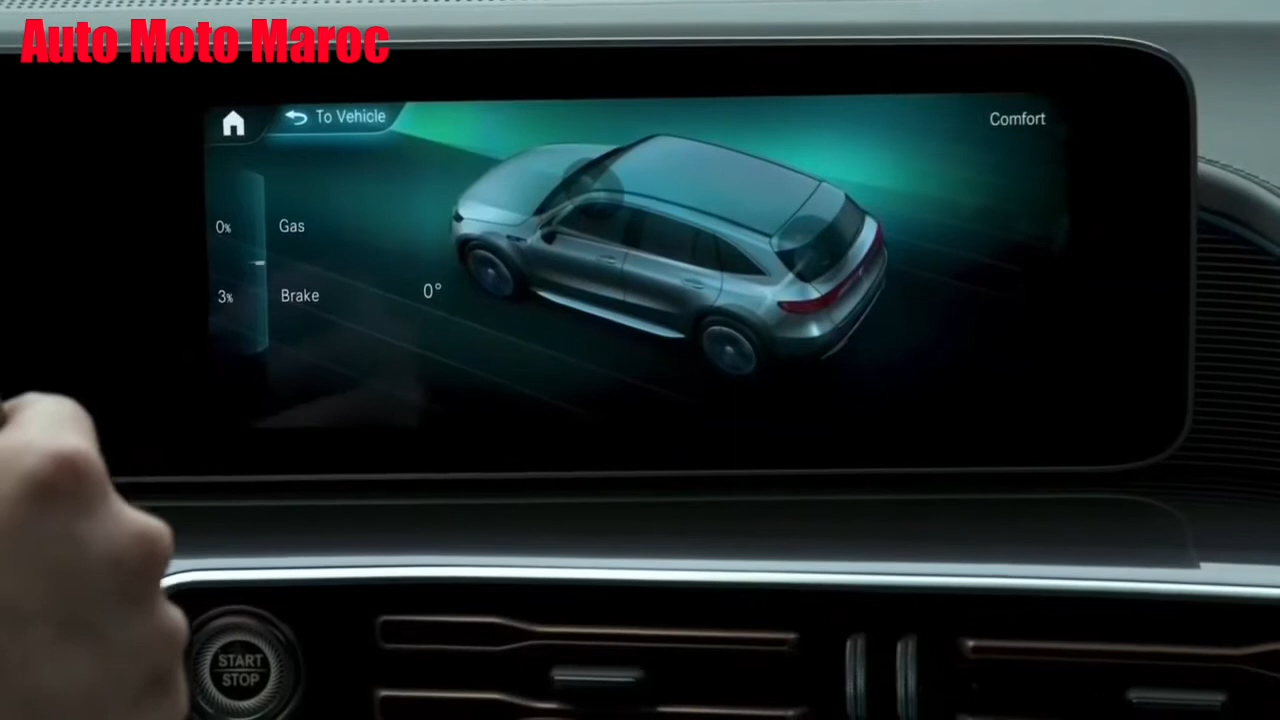 Auto Moto Maroc
To Vehicle
Comfort
0%
Gas
3%
Brake
0°
START
STOP